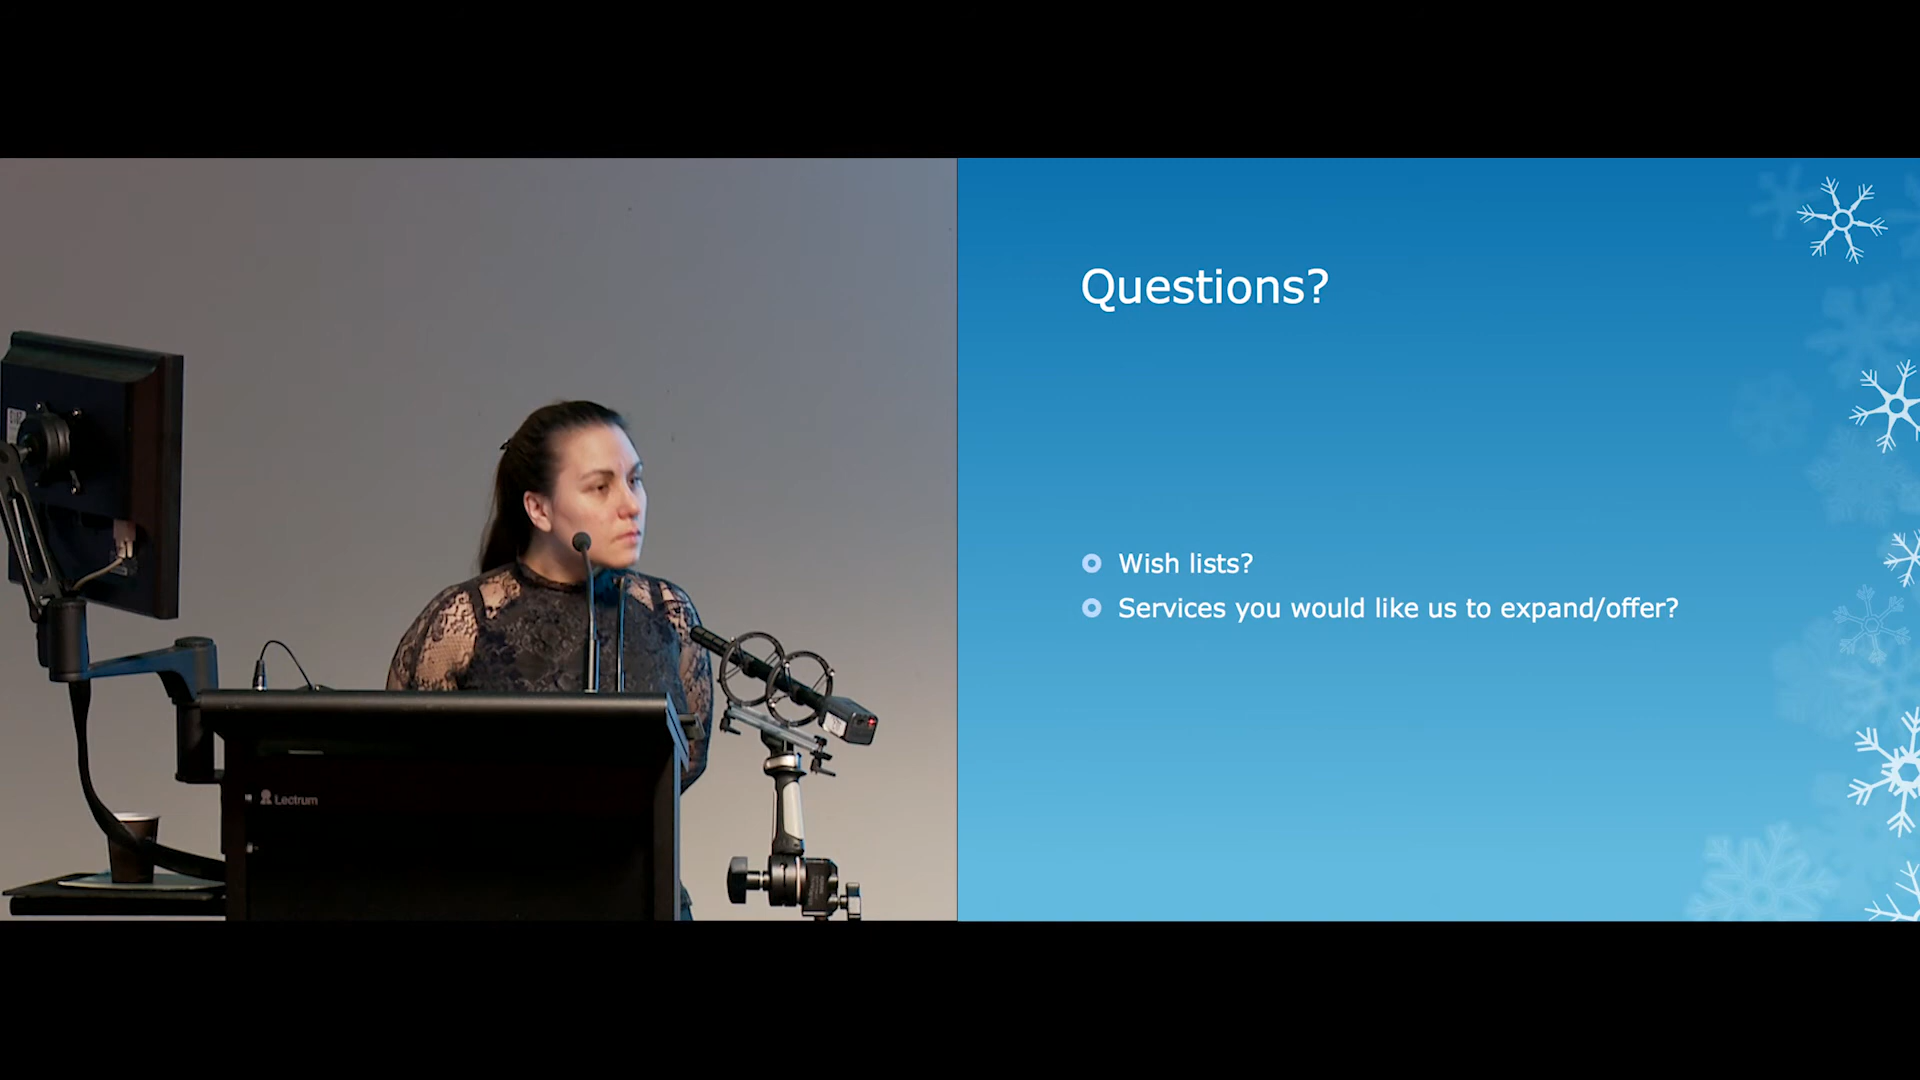 Questions?
Wish lists?
Services you would like us to expand/offer?
Lectrum